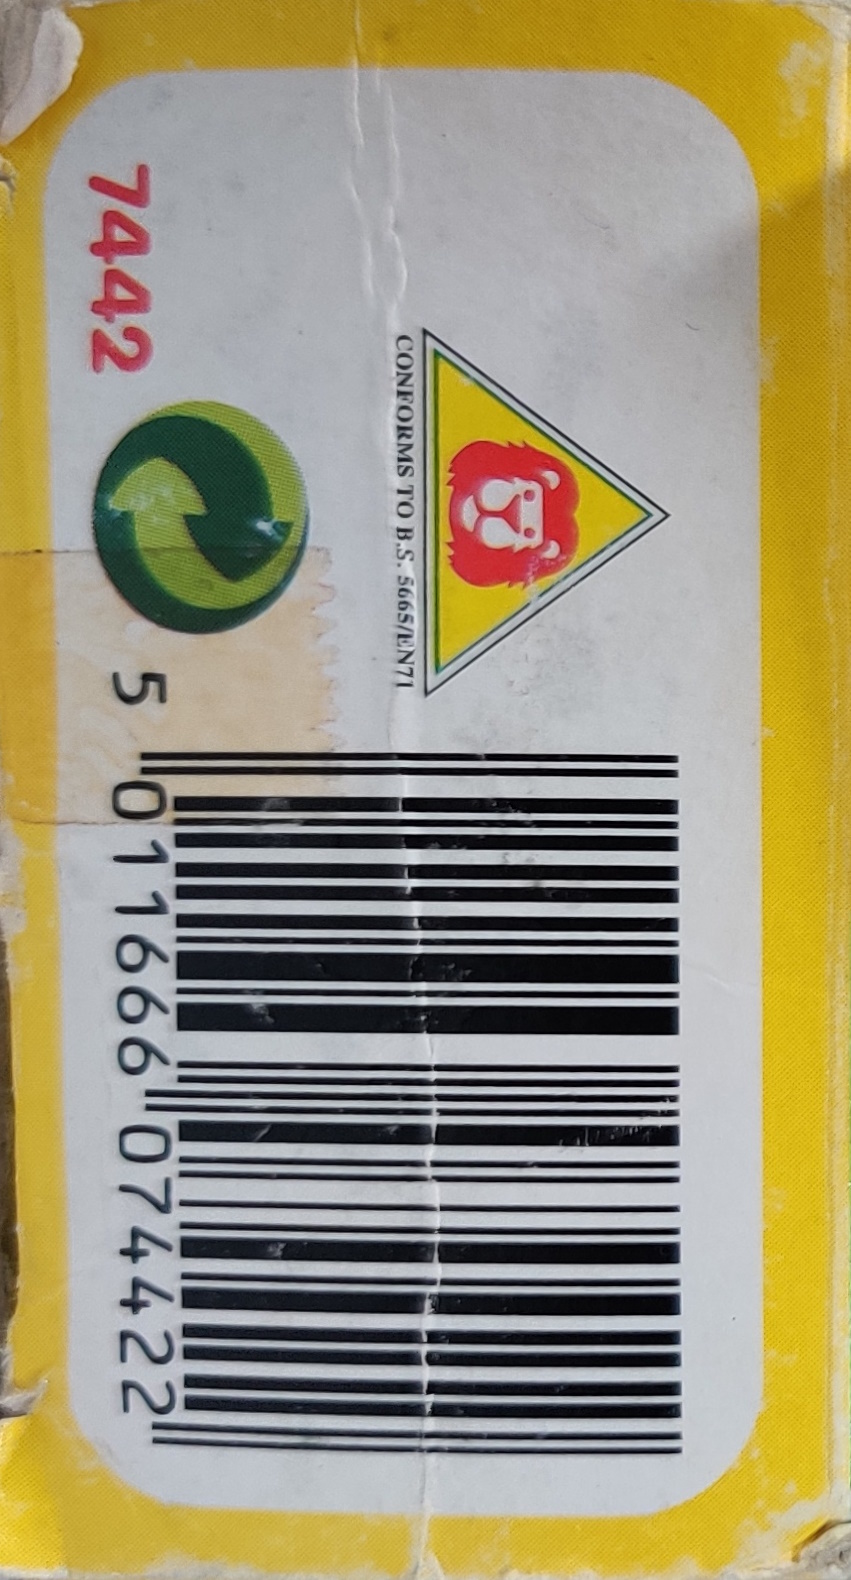 CONFORMS TO B.S. 5665/EN71
7442
5 011666 074422